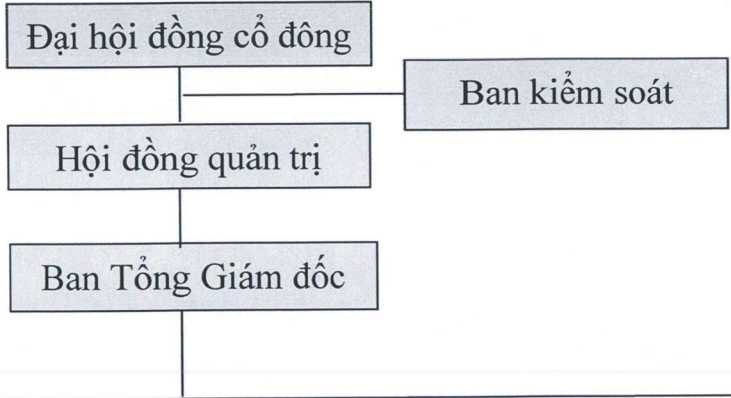 Đại hội đồng cổ đông
Ban kiểm soát
Hội đồng quản trị
Ban Tổng Giám đốc